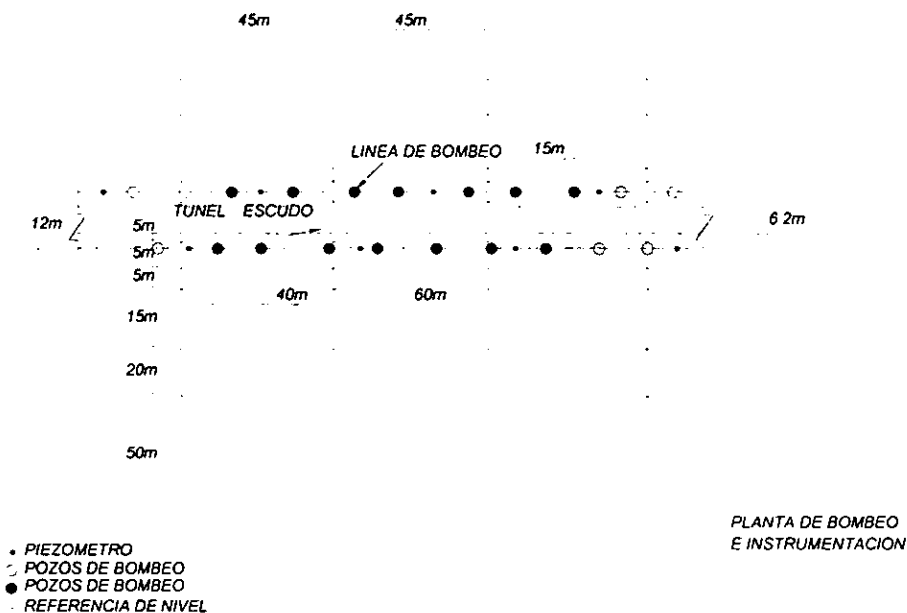 45m 45m
LINEA DE BOMBEO 15m
TUNEL ESCUDO
12m 6 2m
5m
5m
5m
40m 60m
15m
20m
50m
PLANTA DE BOMBEO
E INSTRUMENTACION
PIEZOMETRO
POZOS DE BOMBEO
POZOS DE BOMBEO
REFERENCIA DE NIVEL